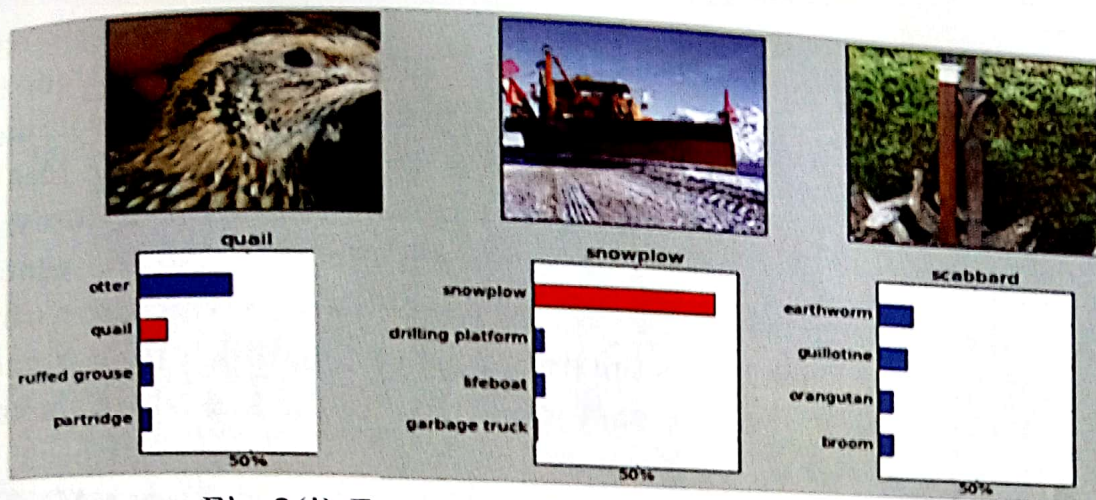 quail
otter
quail
ruffed grouse
partridge
50%
snowplow
snowplow
drilling platform
lifeboat
garbage truck
50%
scabbard
earthworm
guillotine
orangutan
broom
50%